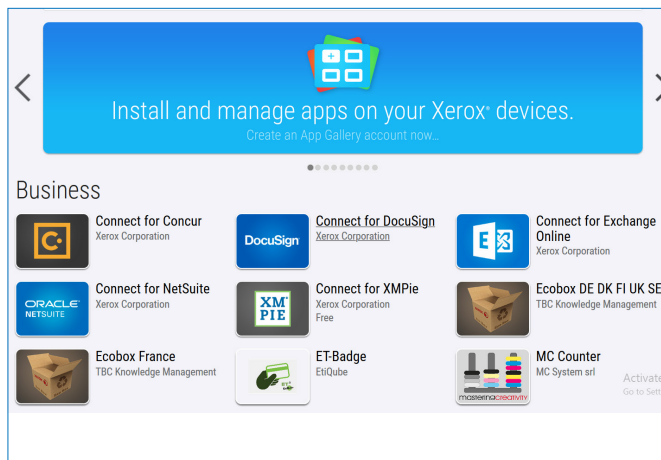 Install and manage apps on your Xerox® devices.
Create an App Gallery account now...
Business
Connect for Concur
Xerox Corporation
DocuSign
Connect for DocuSign
Xerox Corporation
E
Connect for Exchange
Online
Xerox Corporation
ORACLE
NETSUITE
Connect for NetSuite
Xerox Corporation
XM
PIE
Connect for XMPie
Xerox Corporation
Free
Ecobox DE DK FI UK SE
TBC Knowledge Management
Ecobox France
TBC Knowledge Management
ET-Badge
EtiQube
masteringcreativity
MC Counter
MC System srl
Activate
Go to Sett